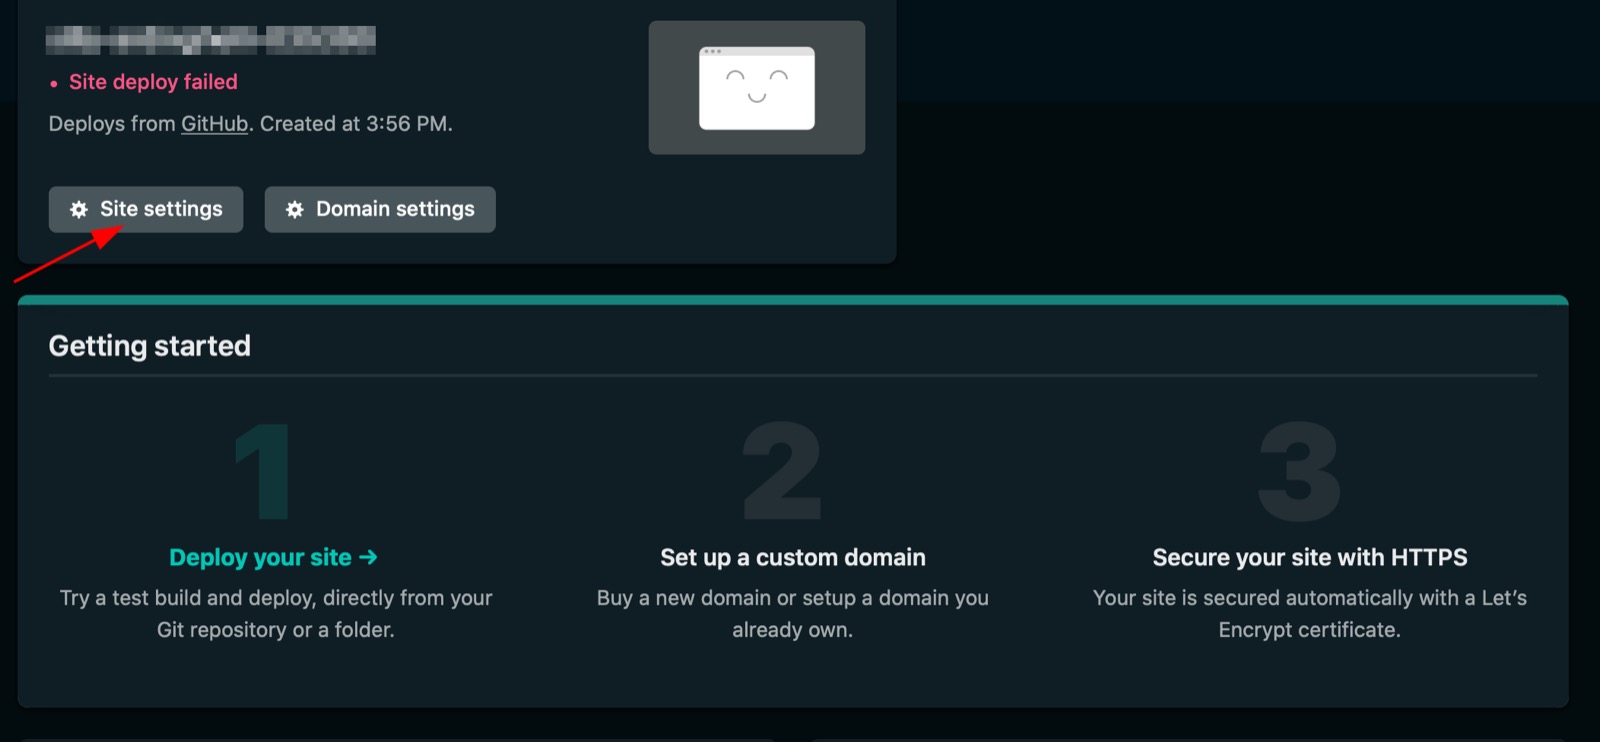 Site deploy failed
Deploys from GitHub. Created at 3:56 PM.
Site settings
Domain settings
Getting started
1
Deploy your site →
Try a test build and deploy, directly from your
Git repository or a folder.
2
Set up a custom domain
Buy a new domain or setup a domain you
already own.
3
Secure your site with HTTPS
Your site is secured automatically with a Let’s
Encrypt certificate.